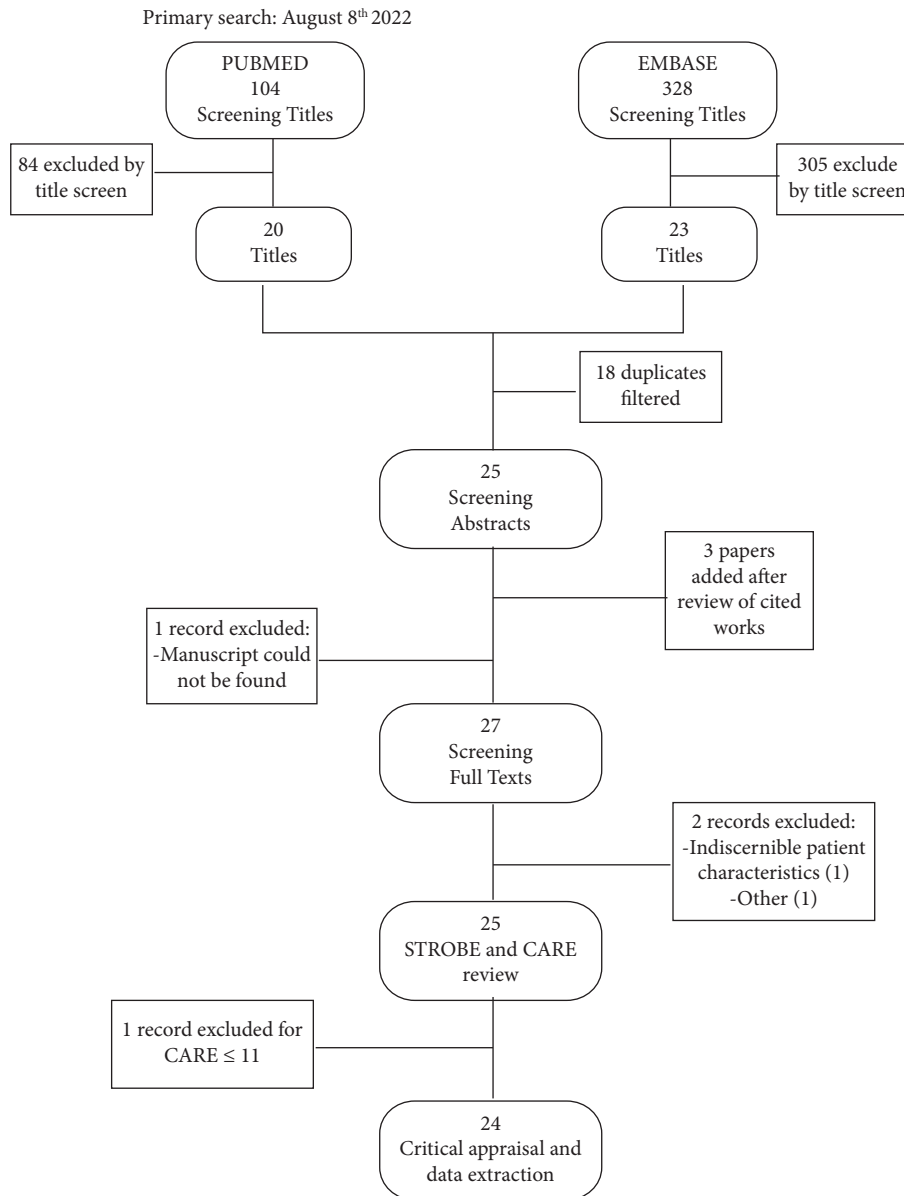 Primary search: August 8th 2022
PUBMED
104
Screening Titles
EMBASE
328
Screening Titles
84 excluded by
title screen
305 exclude
by title screen
20
Titles
23
Titles
18 duplicates
filtered
25
Screening
Abstracts
3 papers
added after
review of cited
works
1 record excluded:
-Manuscript could
not be found
27
Screening
Full Texts
2 records excluded:
-Indiscernible patient
characteristics (1)
-Other (1)
25
STROBE and CARE
review
1 record excluded for
CARE ≤ 11
24
Critical appraisal and
data extraction